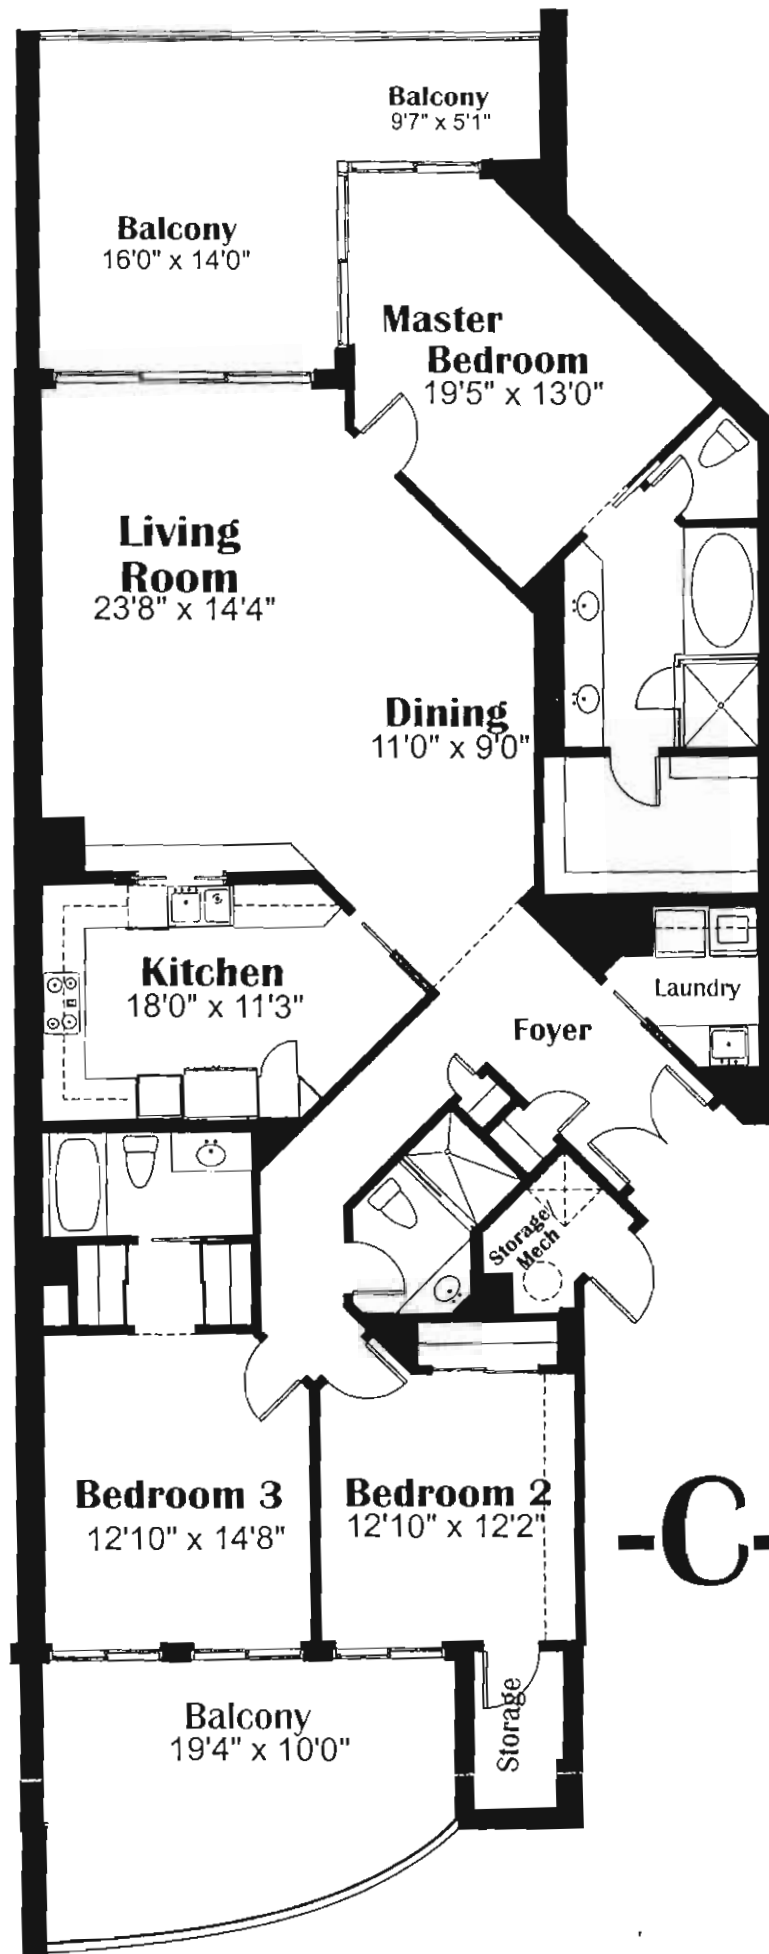 Balcony
9'7" x 5'1"
Balcony
16'0" x 14'0"
Master
Bedroom
19'5" x 13'0"
Living
Room
23'8" x 14'4"
Dining
11'0" x 9'0"
Kitchen
18'0" x 11'3"
Laundry
Foyer
Storage/
Mech
Bedroom 3
12'10" x 14'8"
Bedroom 2
12'10" x 12'2"
-C-
Balcony
19'4" x 10'0"
Storage